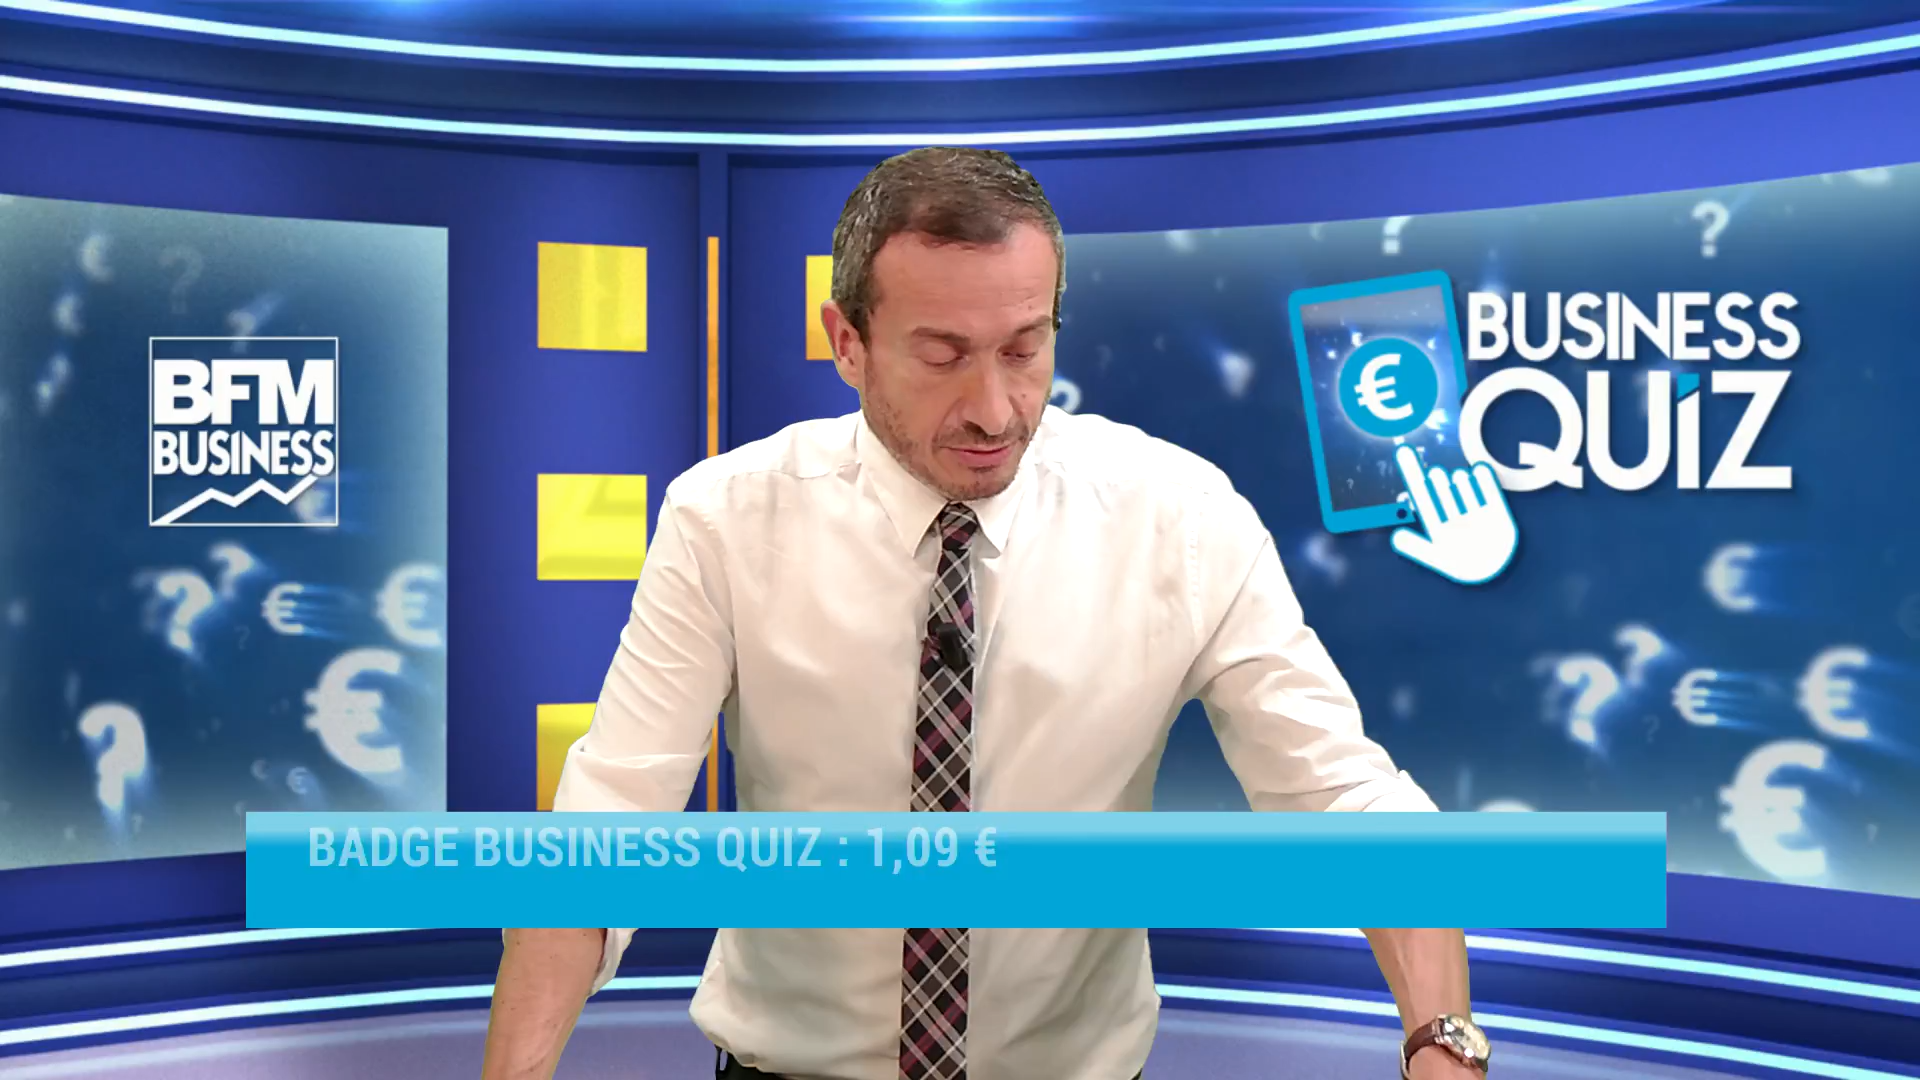 BFM
BUSINESS
BUSINESS
QUIZ
€
BADGE BUSINESS QUIZ : 1,09 €